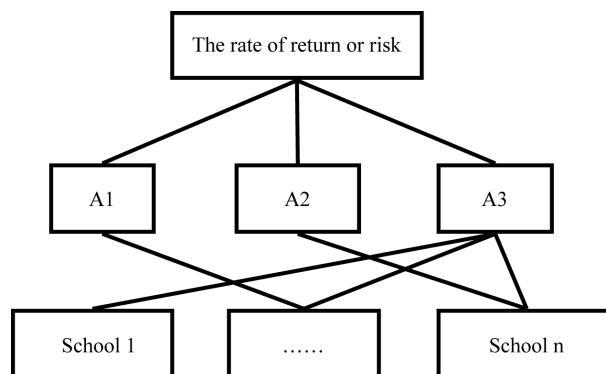 The rate of return or risk
A1
A2
A3
School 1
……
School n